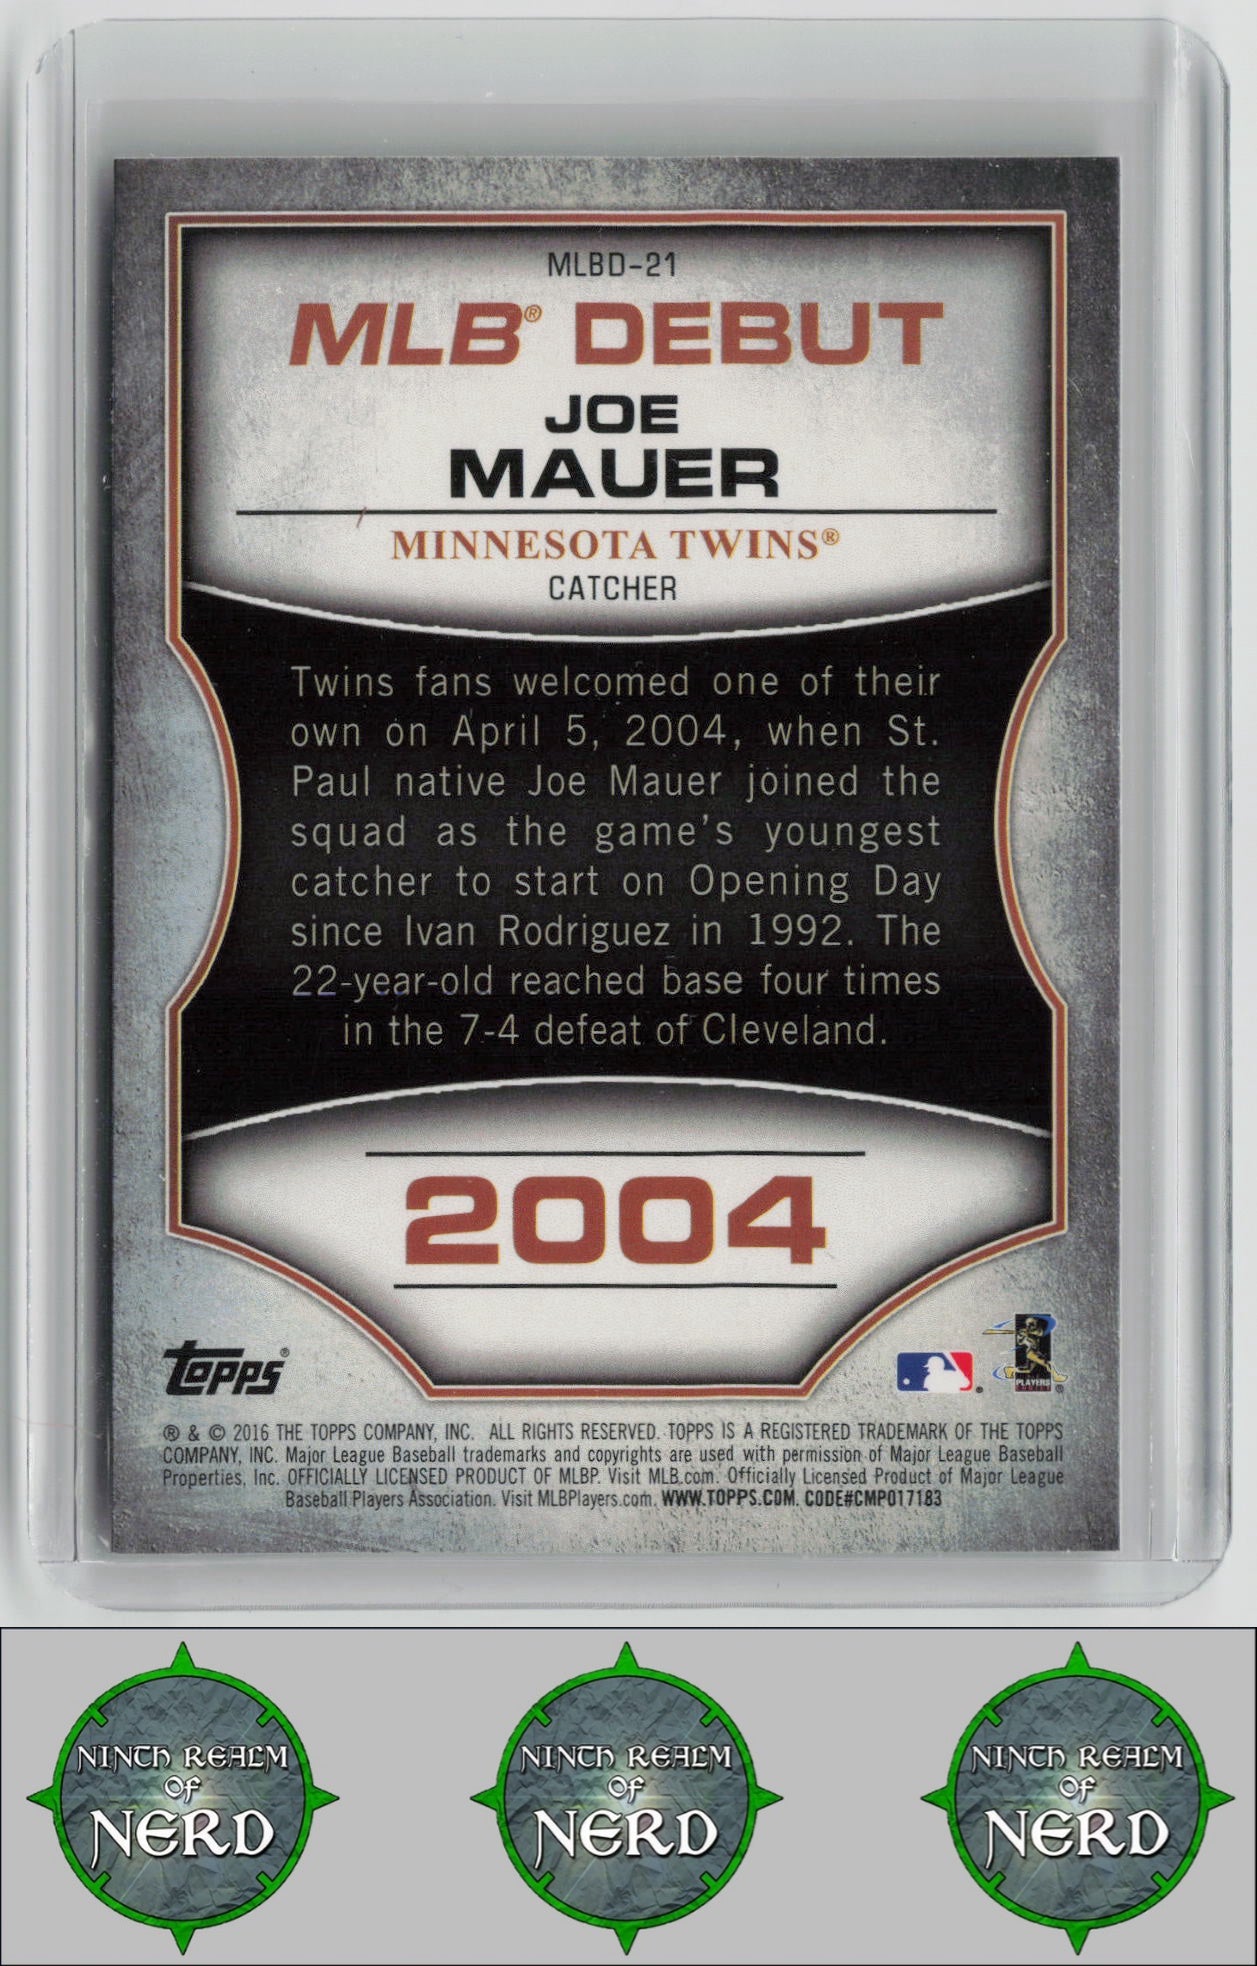 MLBD-21
MLB® DEBUT
JOE
MAUER
MINNESOTA TWINS®
CATCHER
Twins fans welcomed one of their
own on April 5, 2004, when St.
Paul native Joe Mauer joined the
squad as the game's youngest
catcher to start on Opening Day
since Ivan Rodriguez in 1992. The
22-year-old reached base four times
in the 7-4 defeat of Cleveland.
2004
Topps®
PLAYERS
® & © 2016 THE TOPPS COMPANY, INC. ALL RIGHTS RESERVED. TOPPS IS A REGISTERED TRADEMARK OF THE TOPPS
COMPANY, INC. Major League Baseball trademarks and copyrights are used with permission of Major League Baseball
Properties, Inc. OFFICIALLY LICENSED PRODUCT OF MLBP. Visit MLB.com. Officially Licensed Product of Major League
Baseball Players Association. Visit MLBPlayers.com. WWW.TOPPS.COM. CODE#CMP017183
NINTH REALM
OF
NERD
NINTH REALM
OF
NERD
NINTH REALM
OF
NERD